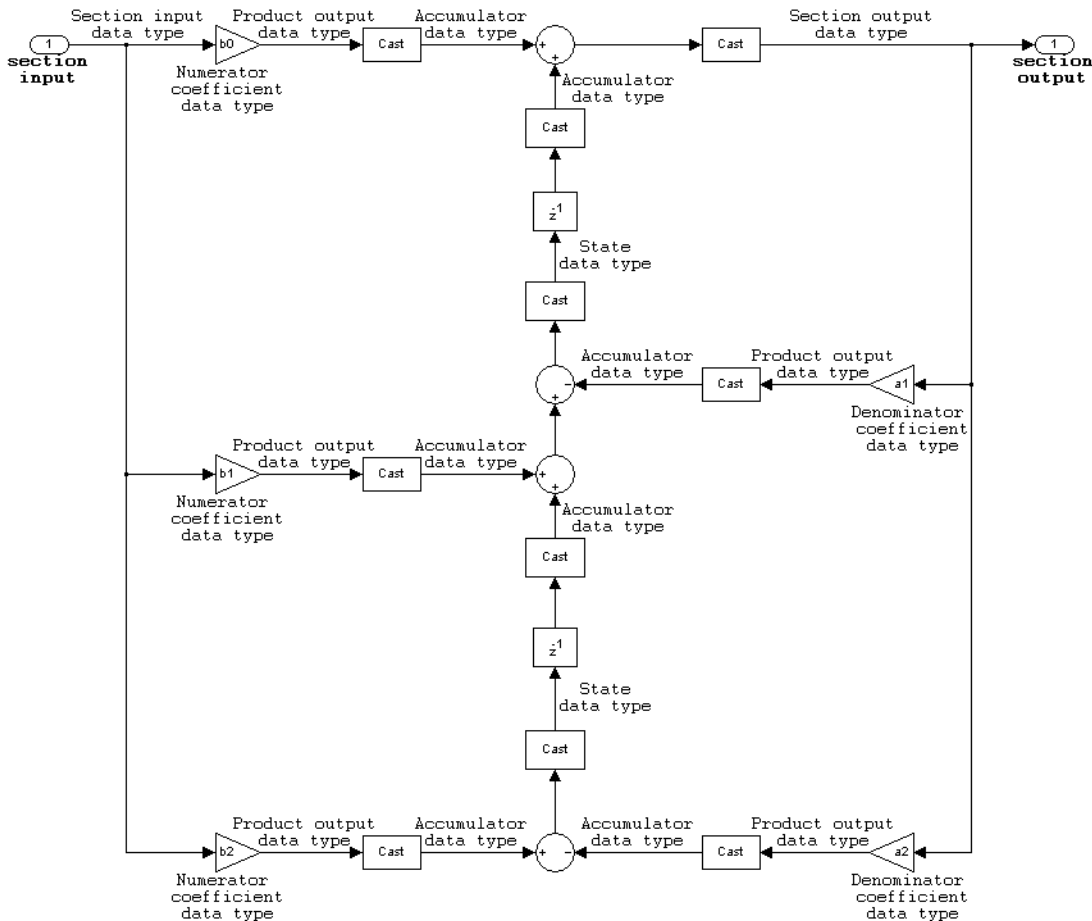 Section input
data type
Product output
data type
Accumulator
data type
Section output
data type
1
section
input
b0
Cast
+
+
Cast
1
section
output
Numerator
coefficient
data type
Accumulator
data type
Cast
z-1
State
data type
Cast
Accumulator
data type
Product output
data type
−
+
Cast
a1
Denominator
coefficient
data type
Product output
data type
Accumulator
data type
b1
Cast
+
+
Numerator
coefficient
data type
Accumulator
data type
Cast
z-1
State
data type
Cast
Product output
data type
Accumulator
data type
Accumulator
data type
Product output
data type
b2
Cast
+
−
Cast
a2
Numerator
coefficient
data type
Denominator
coefficient
data type